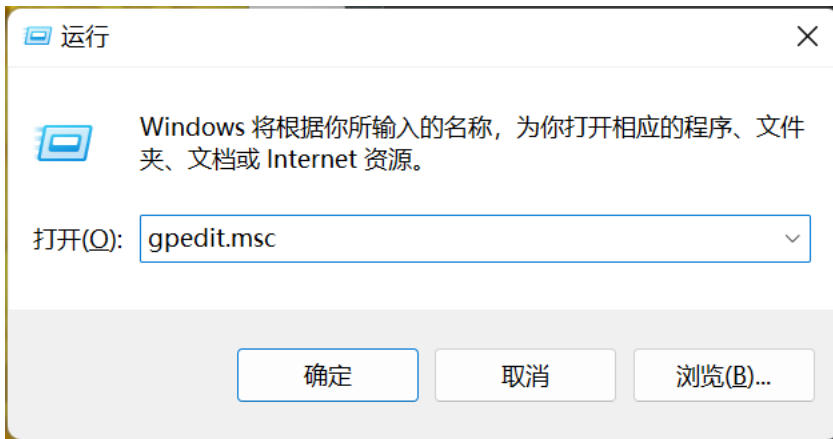 运行
Windows 将根据你所输入的名称，为你打开相应的程序、文件
夹、文档或 Internet 资源。
打开(O): gpedit.msc
确定 取消 浏览(B)...